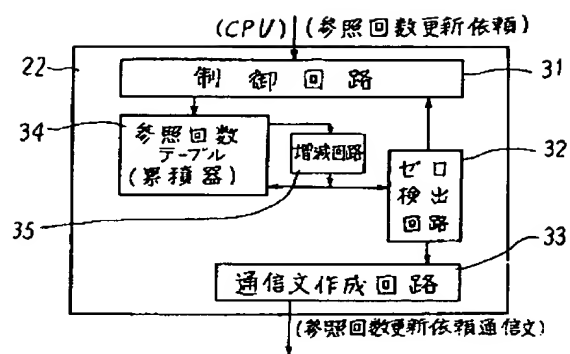 (CPU) (参照回数更新依頼)
22
制御回路
31
34
参照回数
テーブル
(累積器)
増減回路
35
ゼロ
検出
回路
32
33
通信文作成回路
(参照回数更新依頼通信文)